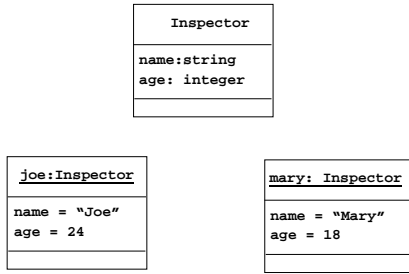 Inspector
name:string
age: integer
joe:Inspector
name = “Joe”
age = 24
mary: Inspector
name = “Mary”
age = 18